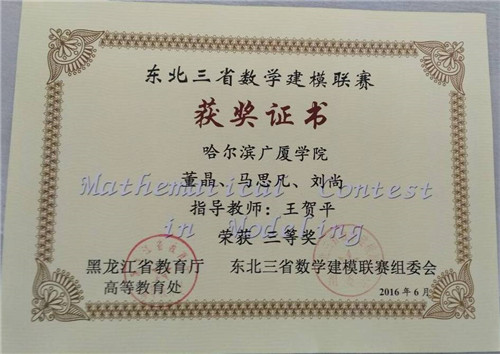 东北三省数学建模联赛
获奖证书
哈尔滨广厦学院
董晶、马思凡、刘尚
指导教师：王贺平
荣获 三等奖
Mathematical Contest
in Modeling
黑龙江省教育厅 东北三省数学建模联赛组委会
高等教育处
2016年6月